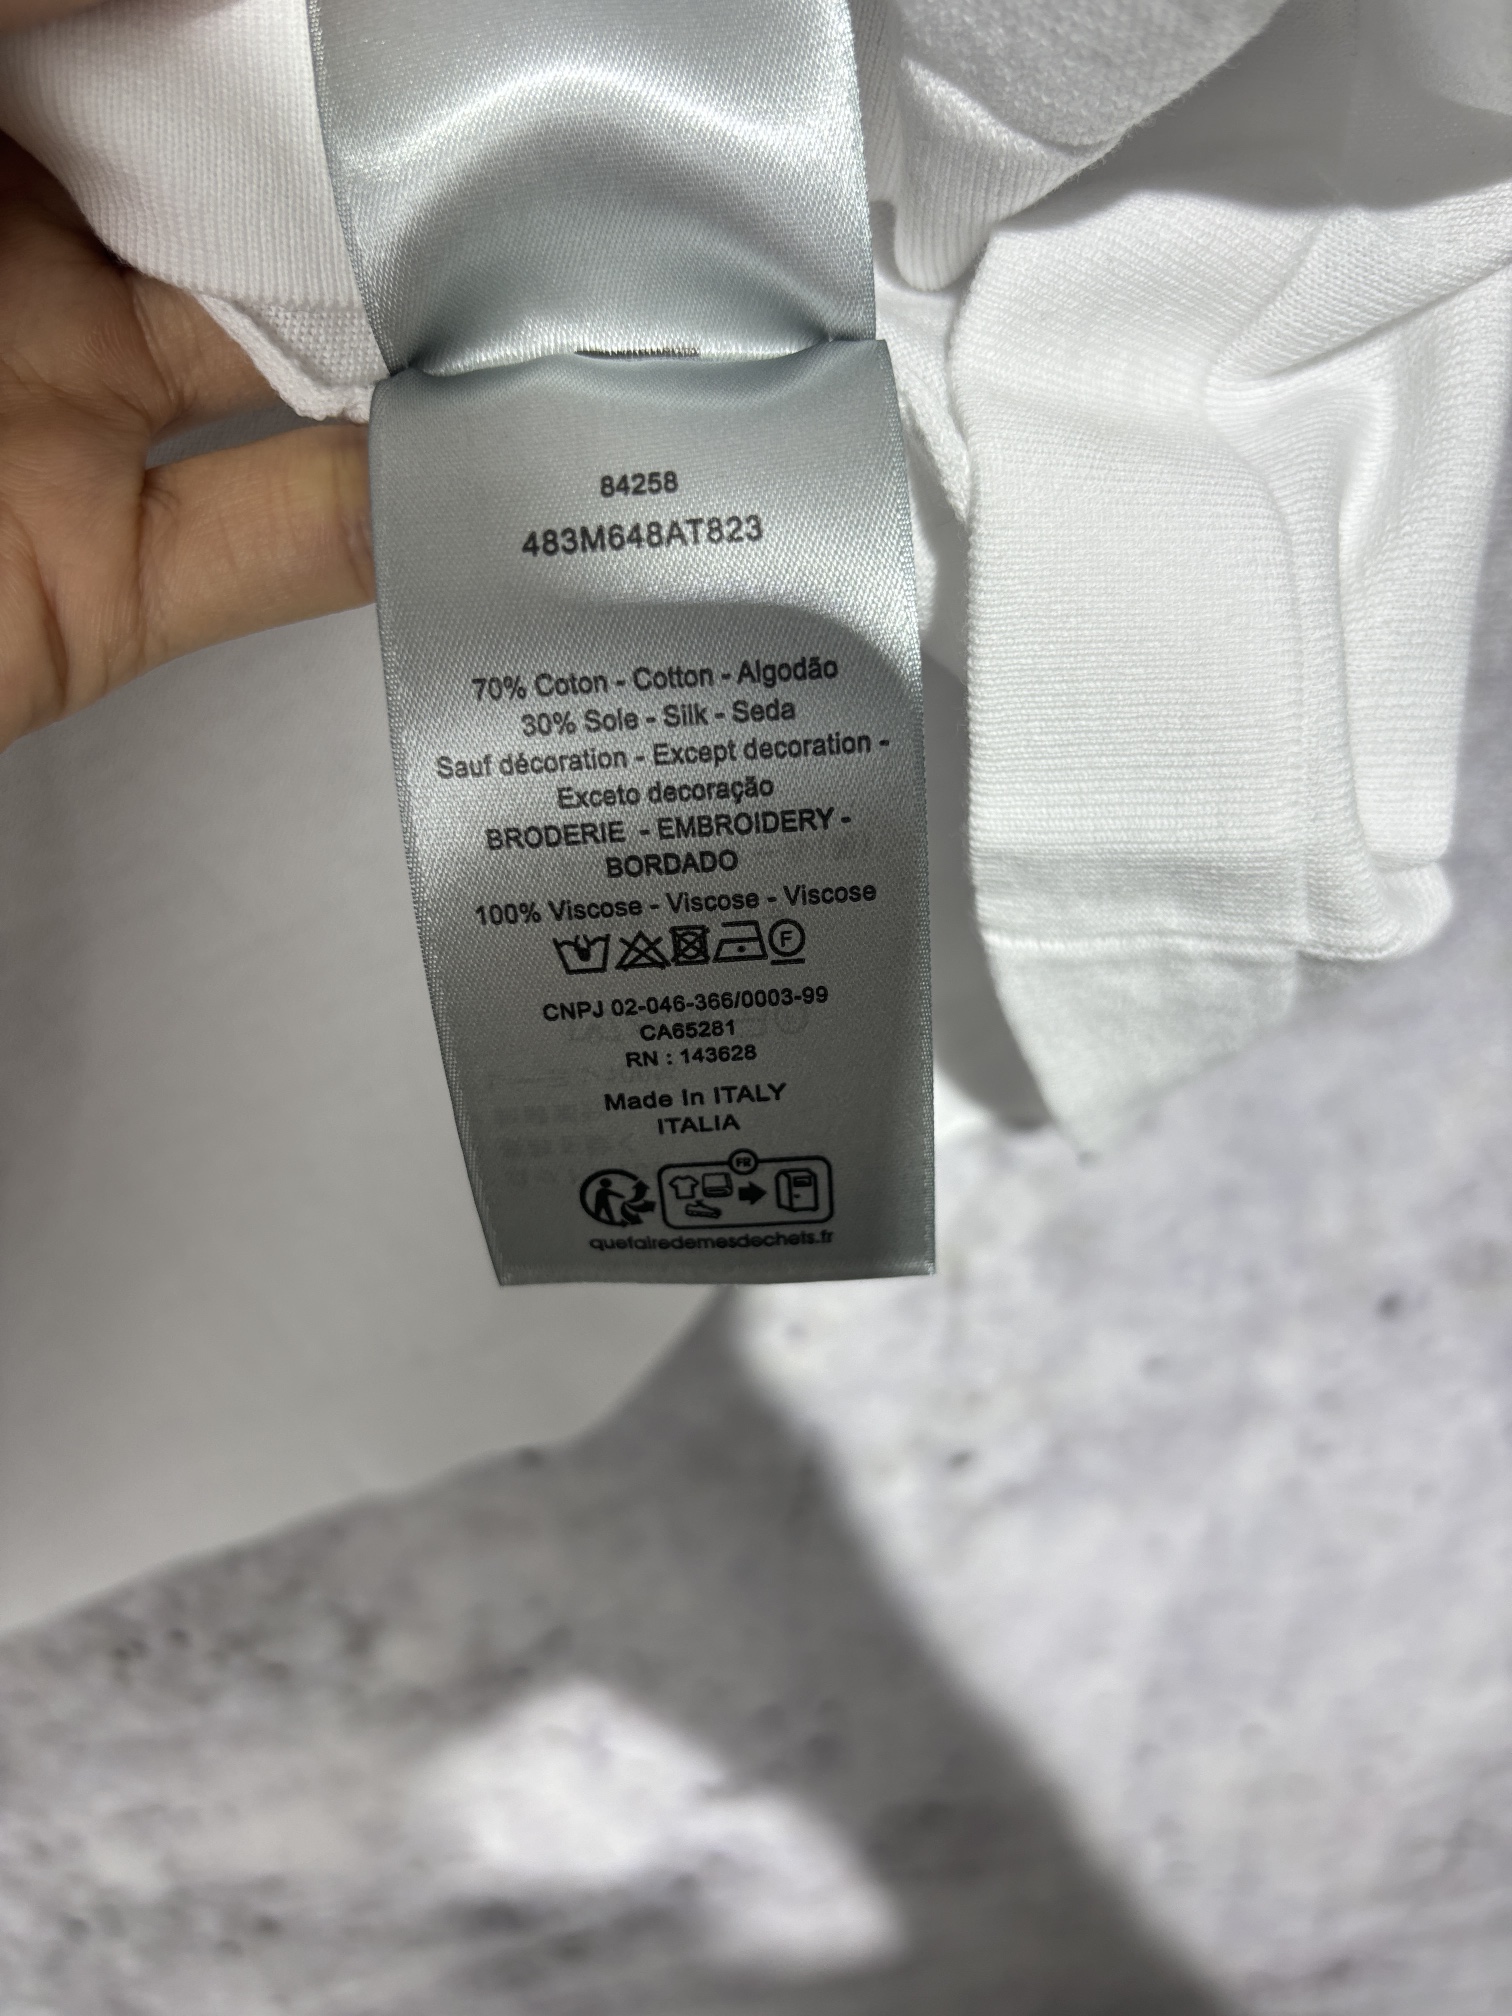 84258
483M648AT823
70% Coton - Cotton - Algodão
30% Soie - Silk - Seda
Sauf décoration - Except decoration -
Exceto decoração
BRODERIE - EMBROIDERY -
BORDADO
100% Viscose - Viscose - Viscose
F
CNPJ 02-046-366/0003-99
CA65281
RN : 143628
Made In ITALY
ITALIA
FR
quefairedemesdechets.fr